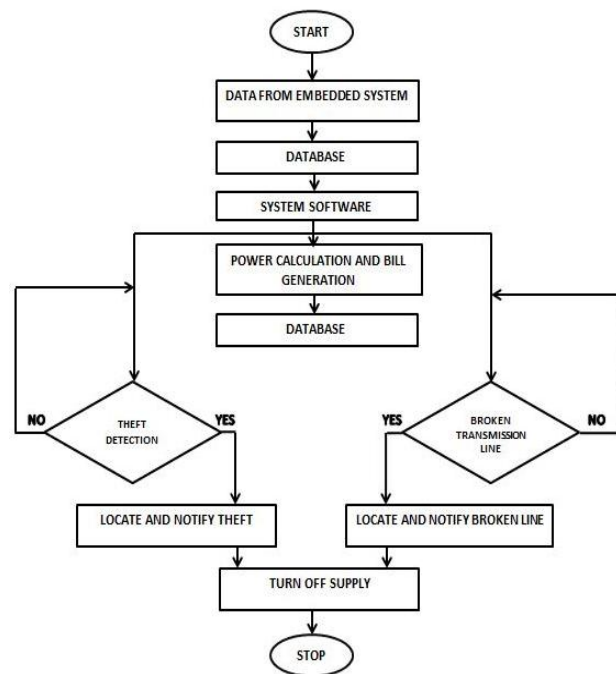 START
DATA FROM EMBEDDED SYSTEM
DATABASE
SYSTEM SOFTWARE
POWER CALCULATION AND BILL
GENERATION
DATABASE
NO
THEFT
DETECTION
YES
YES
BROKEN
TRANSMISSION
LINE
NO
LOCATE AND NOTIFY THEFT
LOCATE AND NOTIFY BROKEN LINE
TURN OFF SUPPLY
STOP